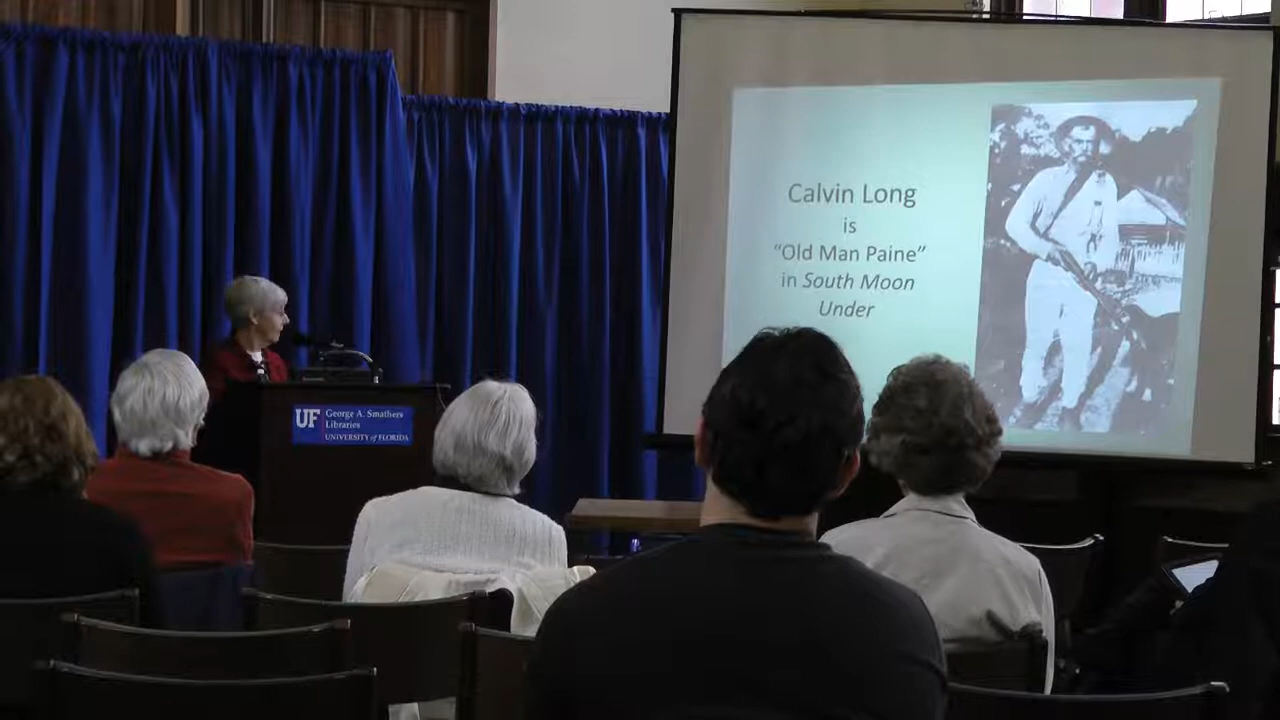 Calvin Long
is
“Old Man Paine”
in South Moon
Under
UF George A. Smathers
Libraries
UNIVERSITY of FLORIDA